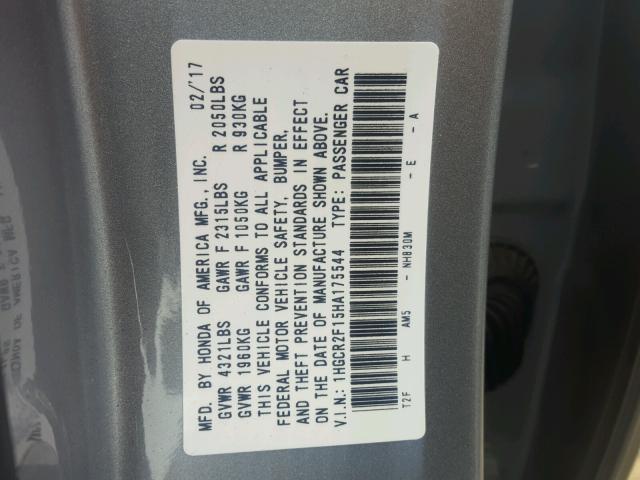 MFD. BY HONDA OF AMERICA MFG., INC. 02/'17
GVWR 4321LBS GAWR F 2315LBS R 2050LBS
GVWR 1960KG GAWR F 1050KG R 930KG
THIS VEHICLE CONFORMS TO ALL APPLICABLE
FEDERAL MOTOR VEHICLE SAFETY, BUMPER,
AND THEFT PREVENTION STANDARDS IN EFFECT
ON THE DATE OF MANUFACTURE SHOWN ABOVE.
V.I.N.: 1HGCR2F15HA175544 TYPE: PASSENGER CAR
T2F H AM5 - NH830M - E - A